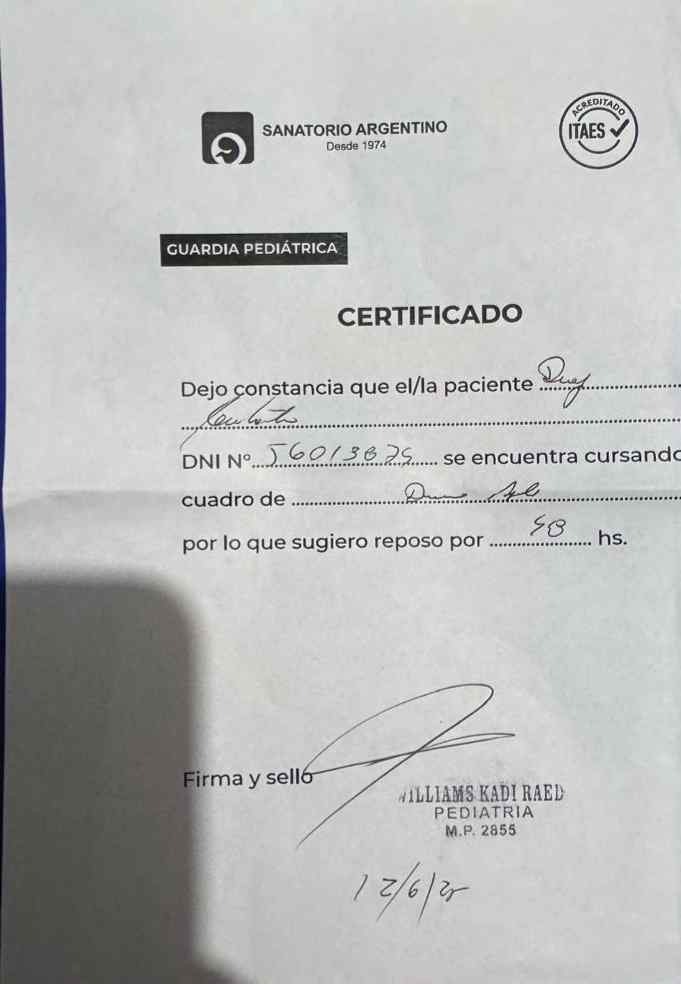 SANATORIO ARGENTINO
Desde 1974
ACREDITADO
ITAES
GUARDIA PEDIÁTRICA
CERTIFICADO
Dejo constancia que el/la paciente
DNI Nº se encuentra cursando
cuadro de
por lo que sugiero reposo por 48 hs.
Firma y sello
WILLIAMS KADI RAED
PEDIATRIA
M.P. 2855
12/6/25